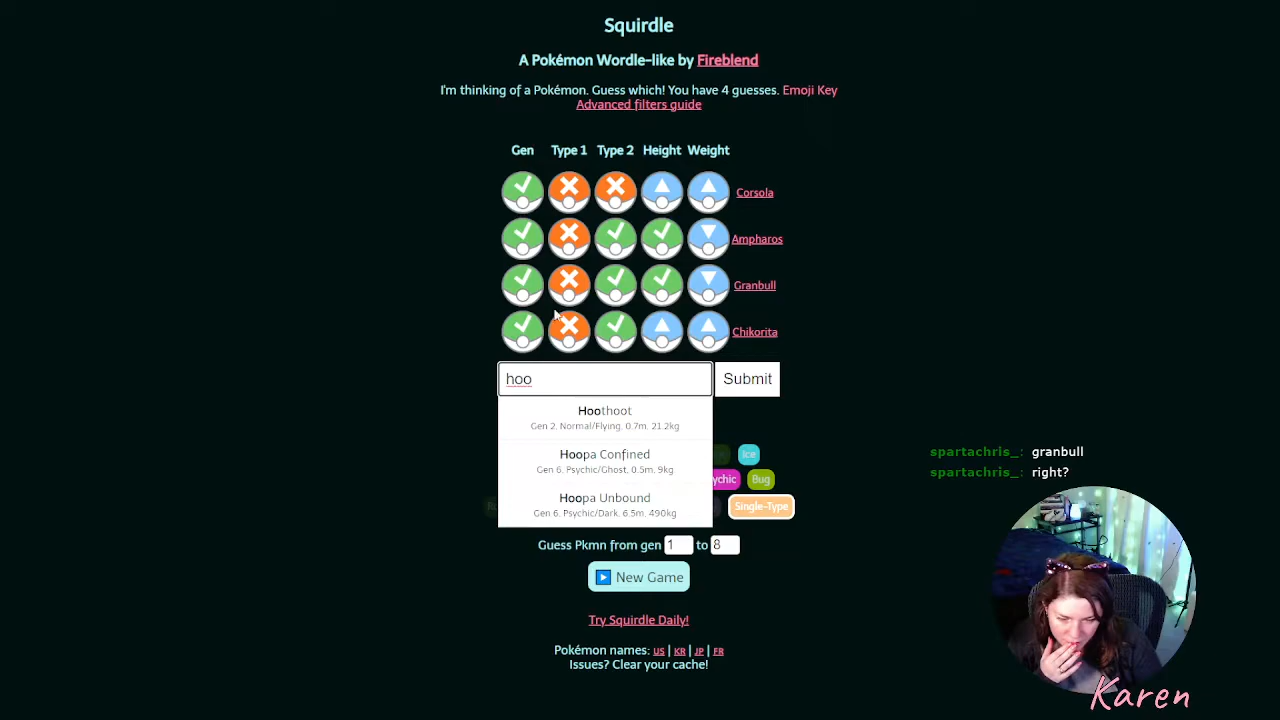 Squirdle
A Pokémon Wordle-like by Fireblend
I'm thinking of a Pokémon. Guess which! You have 4 guesses. Emoji Key
Advanced filters guide
Gen Type 1 Type 2 Height Weight
Corsola
Ampharos
Granbull
Chikorita
hoo Submit
Hoothoot
Gen 2, Normal/Flying, 0.7m, 21.2kg
Hoopa Confined
Gen 6, Psychic/Ghost, 0.5m, 9kg
Hoopa Unbound
Gen 6, Psychic/Dark, 6.5m, 490kg
Ice
ychic Bug
Single-Type
Guess Pkmn from gen 1 to 8
New Game
Try Squirdle Daily!
Pokémon names: US | KR | JP | FR
Issues? Clear your cache!
spartachris_: granbull
spartachris_: right?
Karen